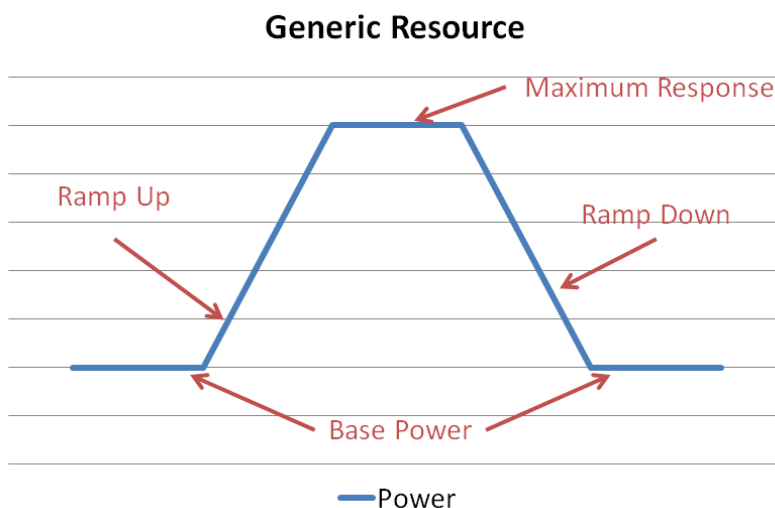 Generic Resource
Maximum Response
Ramp Up
Ramp Down
Base Power
Power